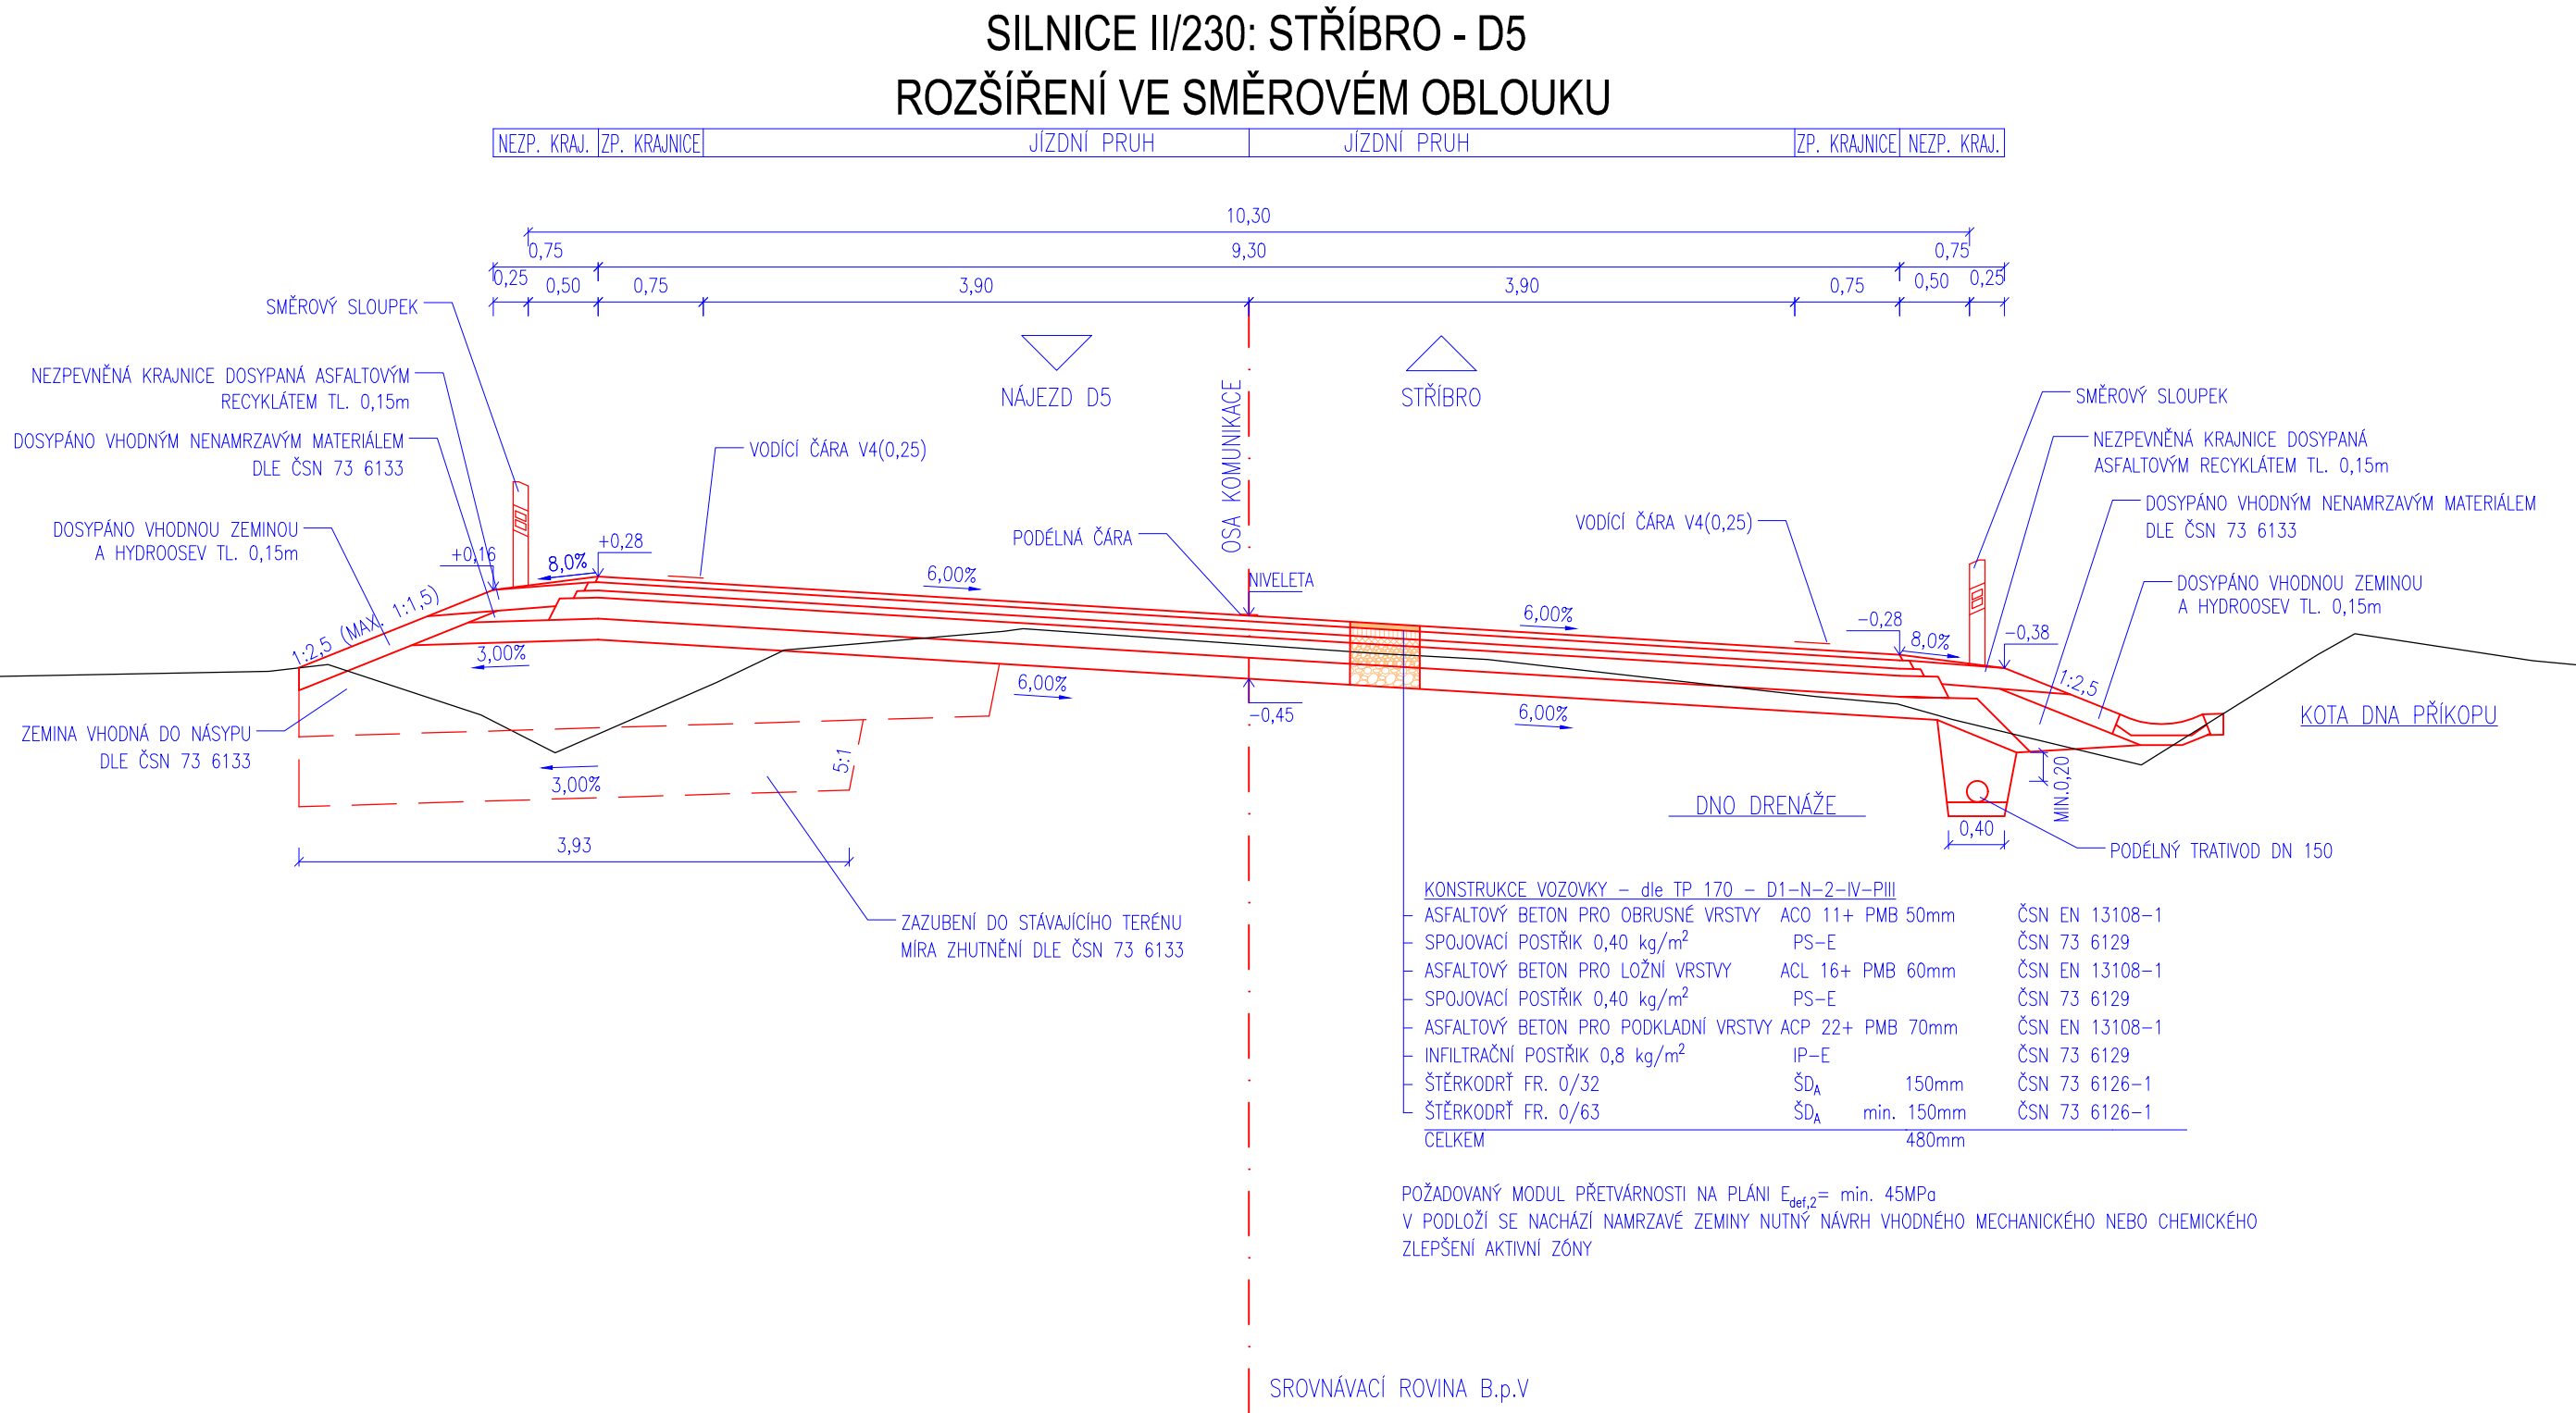 SILNICE II/230: STŘÍBRO - D5
ROZŠÍŘENÍ VE SMĚROVÉM OBLOUKU
NEZP. KRAJ. ZP. KRAJNICE JÍZDNÍ PRUH JÍZDNÍ PRUH ZP. KRAJNICE NEZP. KRAJ.
10,30
0,75 9,30 0,75
0,25 0,50 0,75 3,90 3,90 0,75 0,50 0,25
SMĚROVÝ SLOUPEK
NEZPEVNĚNÁ KRAJNICE DOSYPANÁ ASFALTOVÝM
RECYKLÁTEM TL. 0,15m
DOSYPÁNO VHODNÝM NENAMRZAVÝM MATERIÁLEM
DLE ČSN 73 6133
DOSYPÁNO VHODNOU ZEMINOU
A HYDROOSEV TL. 0,15m
ZEMINA VHODNÁ DO NÁSYPU
DLE ČSN 73 6133
1:2,5 (MAX. 1:1,5)
+0,16
8,0%
+0,28
VODÍCÍ ČÁRA V4(0,25)
NÁJEZD D5
STŘÍBRO
OSA KOMUNIKACE
PODÉLNÁ ČÁRA
NIVELETA
6,00%
6,00%
3,00%
6,00%
-0,45
6,00%
3,00%
5:1
3,93
ZAZUBENÍ DO STÁVAJÍCÍHO TERÉNU
MÍRA ZHUTNĚNÍ DLE ČSN 73 6133
VODÍCÍ ČÁRA V4(0,25)
-0,28
8,0%
-0,38
1:2,5
SMĚROVÝ SLOUPEK
NEZPEVNĚNÁ KRAJNICE DOSYPANÁ
ASFALTOVÝM RECYKLÁTEM TL. 0,15m
DOSYPÁNO VHODNÝM NENAMRZAVÝM MATERIÁLEM
DLE ČSN 73 6133
DOSYPÁNO VHODNOU ZEMINOU
A HYDROOSEV TL. 0,15m
KOTA DNA PŘÍKOPU
DNO DRENÁŽE
MIN.0,20
0,40
PODÉLNÝ TRATIVOD DN 150
KONSTRUKCE VOZOVKY - dle TP 170 - D1-N-2-IV-PIII
ASFALTOVÝ BETON PRO OBRUSNÉ VRSTVY ACO 11+ PMB 50mm ČSN EN 13108-1
SPOJOVACÍ POSTŘIK 0,40 kg/m² PS-E ČSN 73 6129
ASFALTOVÝ BETON PRO LOŽNÍ VRSTVY ACL 16+ PMB 60mm ČSN EN 13108-1
SPOJOVACÍ POSTŘIK 0,40 kg/m² PS-E ČSN 73 6129
ASFALTOVÝ BETON PRO PODKLADNÍ VRSTVY ACP 22+ PMB 70mm ČSN EN 13108-1
INFILTRAČNÍ POSTŘIK 0,8 kg/m² IP-E ČSN 73 6129
ŠTĚRKODRŤ FR. 0/32 ŠDA 150mm ČSN 73 6126-1
ŠTĚRKODRŤ FR. 0/63 ŠDA min. 150mm ČSN 73 6126-1
CELKEM 480mm
POŽADOVANÝ MODUL PŘETVÁRNOSTI NA PLÁNI Edef,2= min. 45MPa
V PODLOŽÍ SE NACHÁZÍ NAMRZAVÉ ZEMINY NUTNÝ NÁVRH VHODNÉHO MECHANICKÉHO NEBO CHEMICKÉHO
ZLEPŠENÍ AKTIVNÍ ZÓNY
SROVNÁVACÍ ROVINA B.p.V